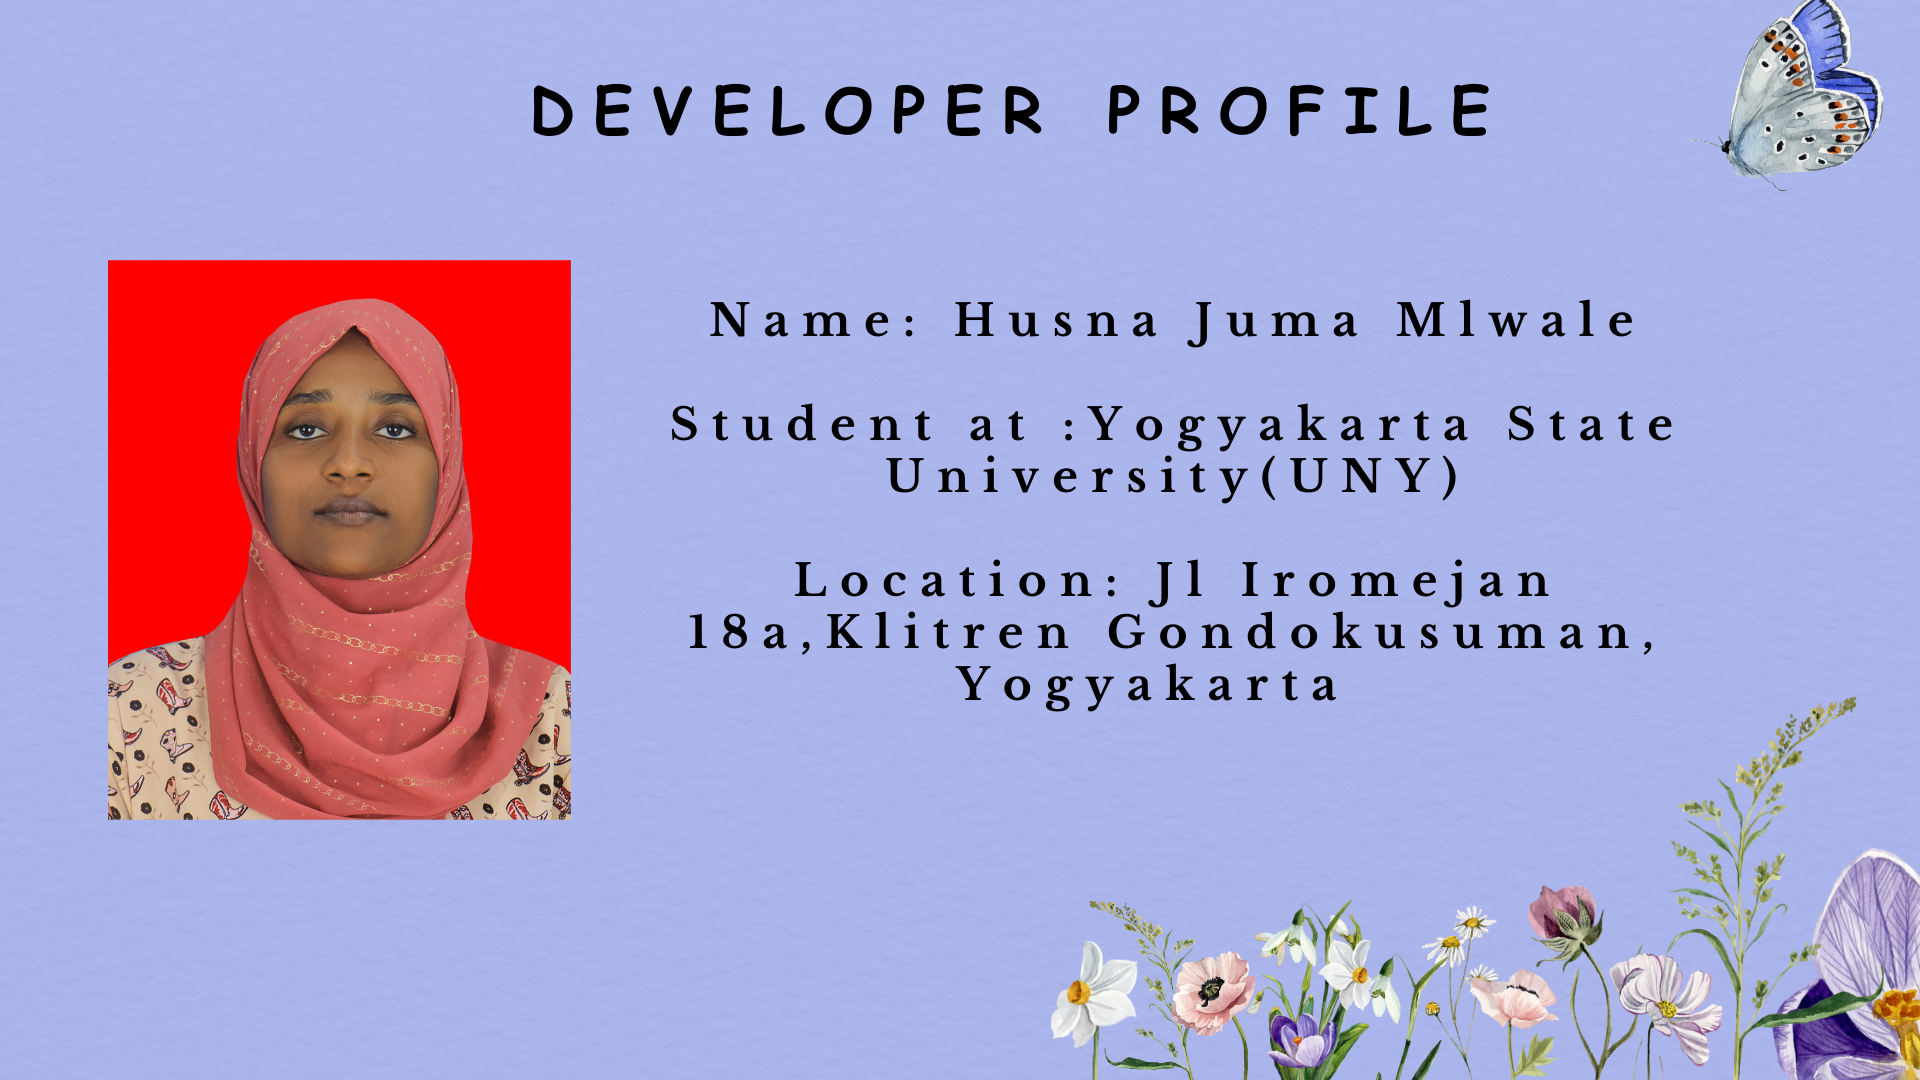 DEVELOPER PROFILE
Name: Husna Juma Mlwale
Student at :Yogyakarta State
University(UNY)
Location: Jl Iromejan
18a,Klitren Gondokusuman,
Yogyakarta